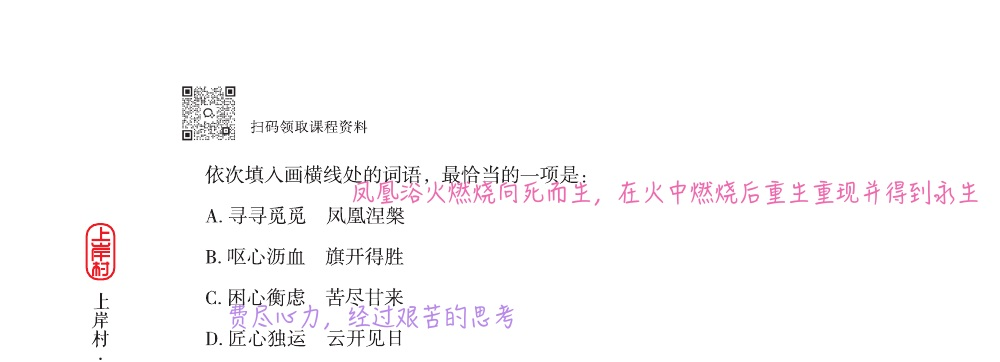 扫码领取课程资料
依次填入画横线处的词语，最恰当的一项是：
凤凰浴火燃烧向死而生，在火中燃烧后重生重现并得到永生
A. 寻寻觅觅 凤凰涅槃
B. 呕心沥血 旗开得胜
C. 困心衡虑 苦尽甘来
费尽心力，经过艰苦的思考
D. 匠心独运 云开见日
上岸村
上岸村·